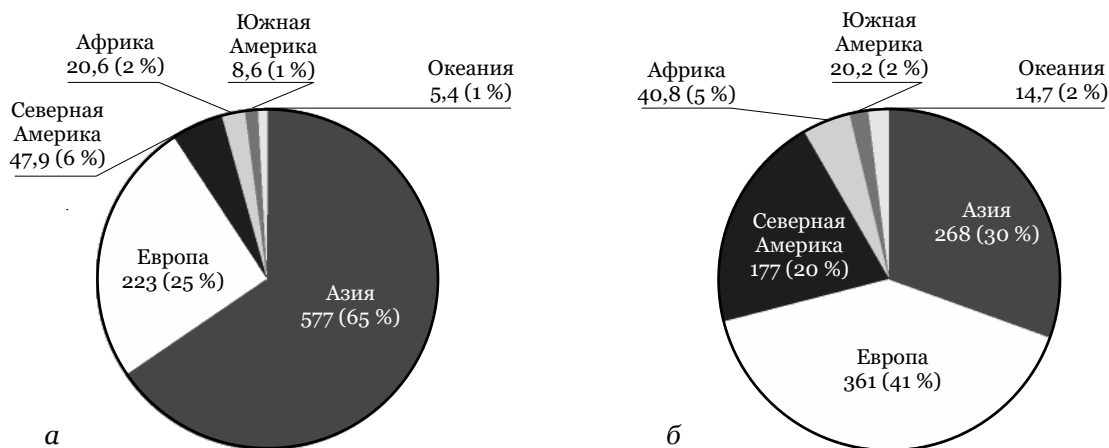 Африка
20,6 (2 %)
Южная
Америка
8,6 (1 %)
Океания
5,4 (1 %)
Северная
Америка
47,9 (6 %)
Европа
223 (25 %)
Азия
577 (65 %)
а
Африка
40,8 (5 %)
Южная
Америка
20,2 (2 %)
Океания
14,7 (2 %)
Северная
Америка
177 (20 %)
Азия
268 (30 %)
Европа
361 (41 %)
б